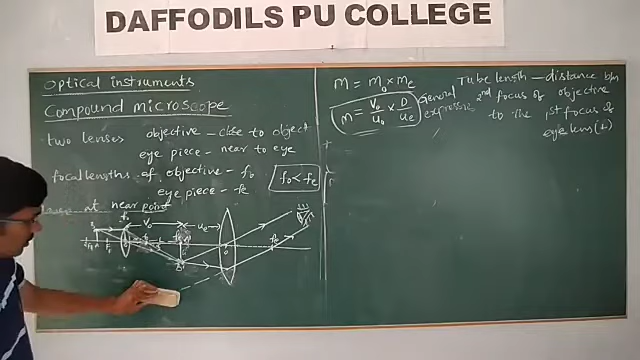 DAFFODILS PU COLLEGE
Optical instruments
Compound microscope
two lenses objective - close to object
eye piece - near to eye
focal lengths of objective - fo
eye piece - fe
fo < fe
at near point
m = mo × me
m = vo/uo × D/ue
general expression
Tube length - distance b/n
2nd focus of objective
to the 1st focus of
eye lens (L)